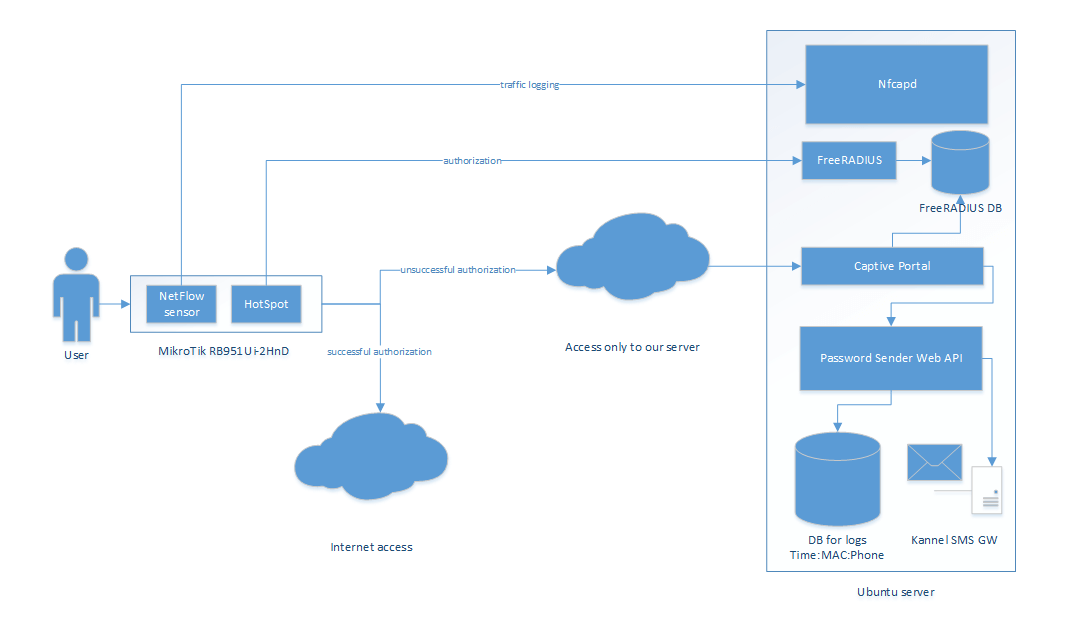 traffic logging
Nfcapd
authorization
FreeRADIUS
FreeRADIUS DB
unsuccessful authorization
Captive Portal
NetFlow
sensor
HotSpot
User
MikroTik RB951Ui-2HnD
successful authorization
Access only to our server
Password Sender Web API
Internet access
DB for logs
Time:MAC:Phone
Kannel SMS GW
Ubuntu server